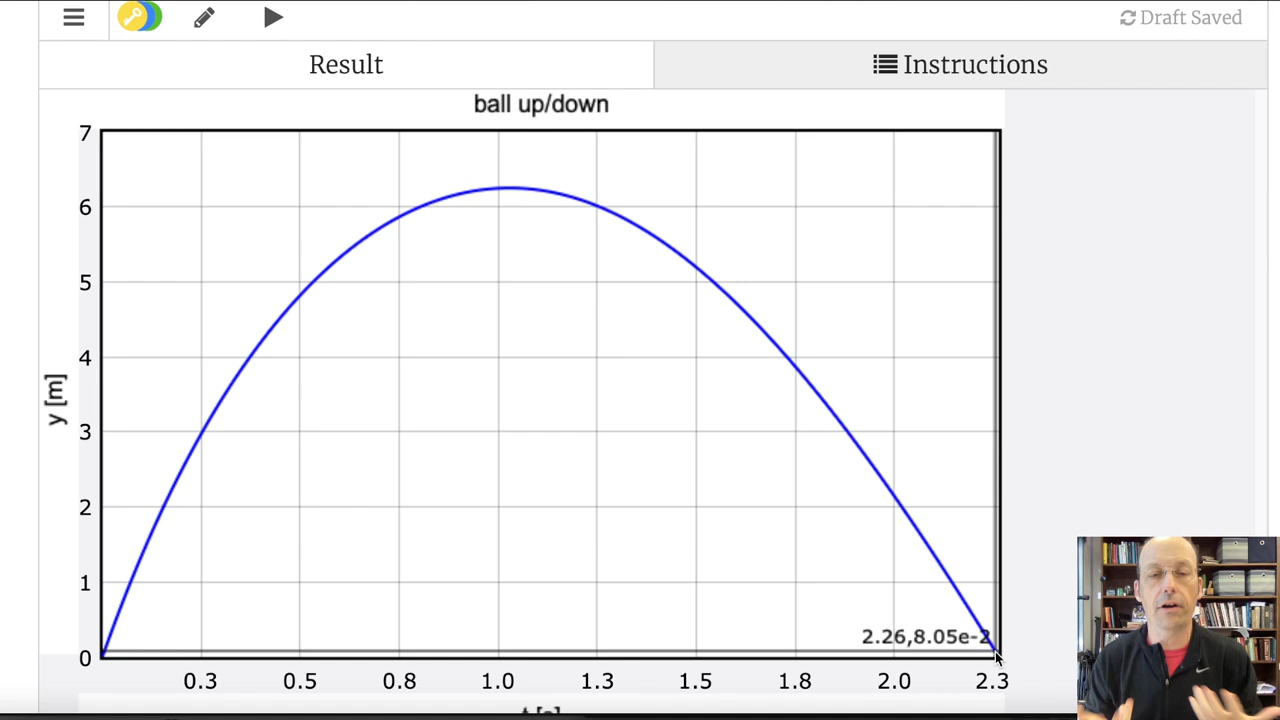 Draft Saved
Result
Instructions
ball up/down
7
6
5
4
3
2
1
0
y [m]
2.26,8.05e-2
0.3 0.5 0.8 1.0 1.3 1.5 1.8 2.0 2.3